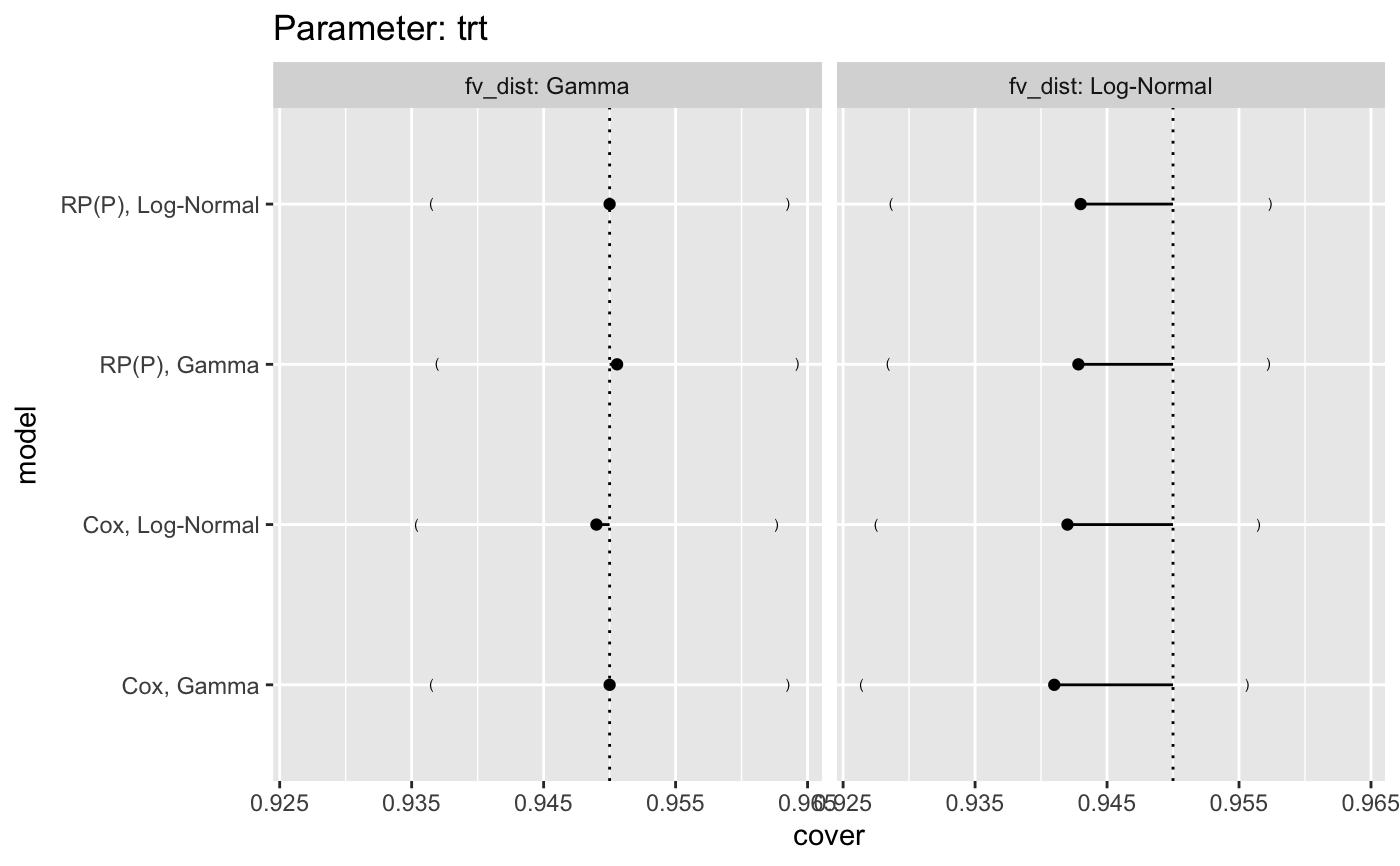 Parameter: trt
fv_dist: Gamma
fv_dist: Log-Normal
RP(P), Log-Normal
RP(P), Gamma
Cox, Log-Normal
Cox, Gamma
model
0.925 0.935 0.945 0.955 0.965
0.925 0.935 0.945 0.955 0.965
cover